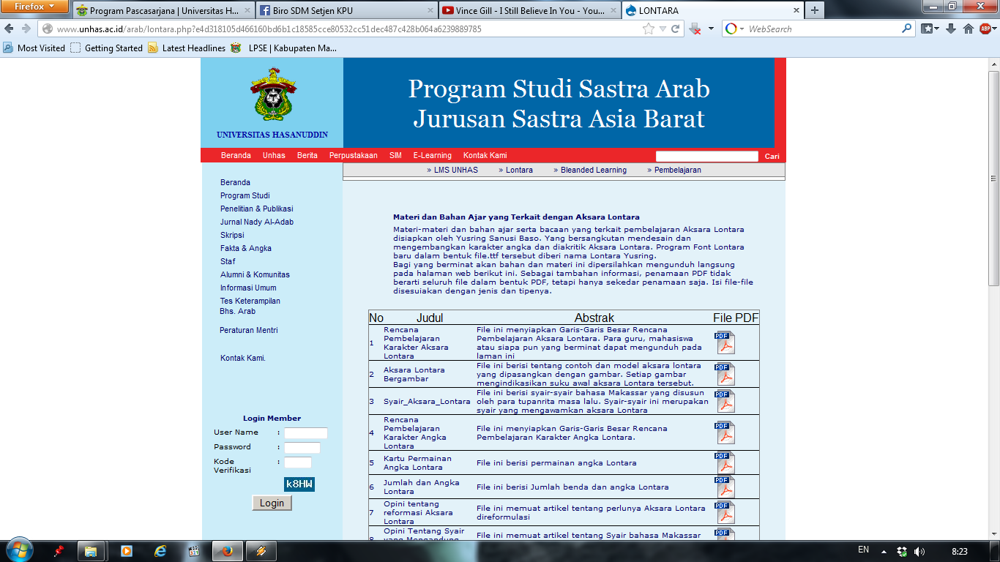 Firefox
Program Pascasarjana | Universitas H...
Biro SDM Setjen KPU
Vince Gill - I Still Believe In You - You...
LONTARA
www.unhas.ac.id/arab/lontara.php?e4d318105d466160bd6b1c18585cce80532cc51dec487c428b064a6239889785
WebSearch
ABP
Most Visited
Getting Started
Latest Headlines
LPSE | Kabupaten Ma...
UNIVERSITAS HASANUDDIN
Program Studi Sastra Arab
Jurusan Sastra Asia Barat
Beranda Unhas Berita Perpustakaan SIM E-Learning Kontak Kami Cari
» LMS UNHAS » Lontara » Bleanded Learning » Pembelajaran
Beranda
Program Studi
Penelitian & Publikasi
Jurnal Nady Al-Adab
Skripsi
Fakta & Angka
Staf
Alumni & Komunitas
Informasi Umum
Tes Keterampilan
Bhs. Arab
Peraturan Mentri
Kontak Kami.
Login Member
User Name :
Password :
Kode :
Verifikasi
k8HW
Login
Materi dan Bahan Ajar yang Terkait dengan Aksara Lontara
Materi-materi dan bahan ajar serta bacaan yang terkait pembelajaran Aksara Lontara
disiapkan oleh Yusring Sanusi Baso. Yang bersangkutan mendesain dan
mengembangkan karakter angka dan diakritik Aksara Lontara. Program Font Lontara
baru dalam bentuk file.ttf tersebut diberi nama Lontara Yusring.
Bagi yang berminat akan bahan dan materi ini dipersilahkan mengunduh langsung
pada halaman web berikut ini. Sebagai tambahan informasi, penamaan PDF tidak
berarti seluruh file dalam bentuk PDF, tetapi hanya sekedar penamaan saja. Isi file-file
disesuiakan dengan jenis dan tipenya.
No Judul Abstrak File PDF
1
Rencana
Pembelajaran
Karakter Aksara
Lontara
File ini menyiapkan Garis-Garis Besar Rencana
Pembelajaran Aksara Lontara. Para guru, mahasiswa
atau siapa pun yang berminat dapat mengunduh pada
laman ini
PDF
2
Aksara Lontara
Bergambar
File ini berisi tentang contoh dan model aksara lontara
yang dipasangkan dengan gambar. Setiap gambar
mengindikasikan suku awal aksara Lontara tersebut.
PDF
3
Syair_Aksara_Lontara
File ini berisi syair-syair bahasa Makassar yang disusun
oleh para tupanrita masa lalu. Syair-syair ini merupakan
syair yang mengawamkan aksara Lontara
PDF
4
Rencana
Pembelajaran
Karakter Angka
Lontara
File ini menyiapkan Garis-Garis Besar Rencana
Pembelajaran Karakter Angka Lontara.
PDF
5
Kartu Permainan
Angka Lontara
File ini berisi permainan angka Lontara
PDF
6
Jumlah dan Angka
Lontara
File ini berisi Jumlah benda dan angka Lontara
PDF
7
Opini tentang
reformasi Aksara
Lontara
File ini memuat artikel tentang perlunya Aksara Lontara
direformulasi
PDF
8
Opini Tentang Syair
yang Mengandung
File ini memuat artikel tentang Syair bahasa Makassar
PDF
EN
8:23